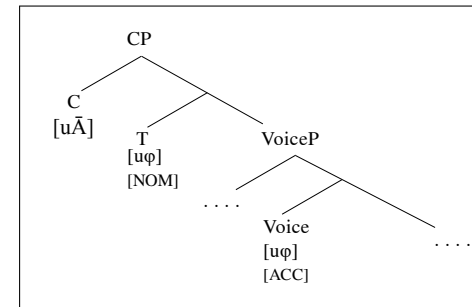 CP
C
[uĀ]
T
[uφ]
[NOM]
VoiceP
. . . .
Voice
[uφ]
[ACC]
. . . .